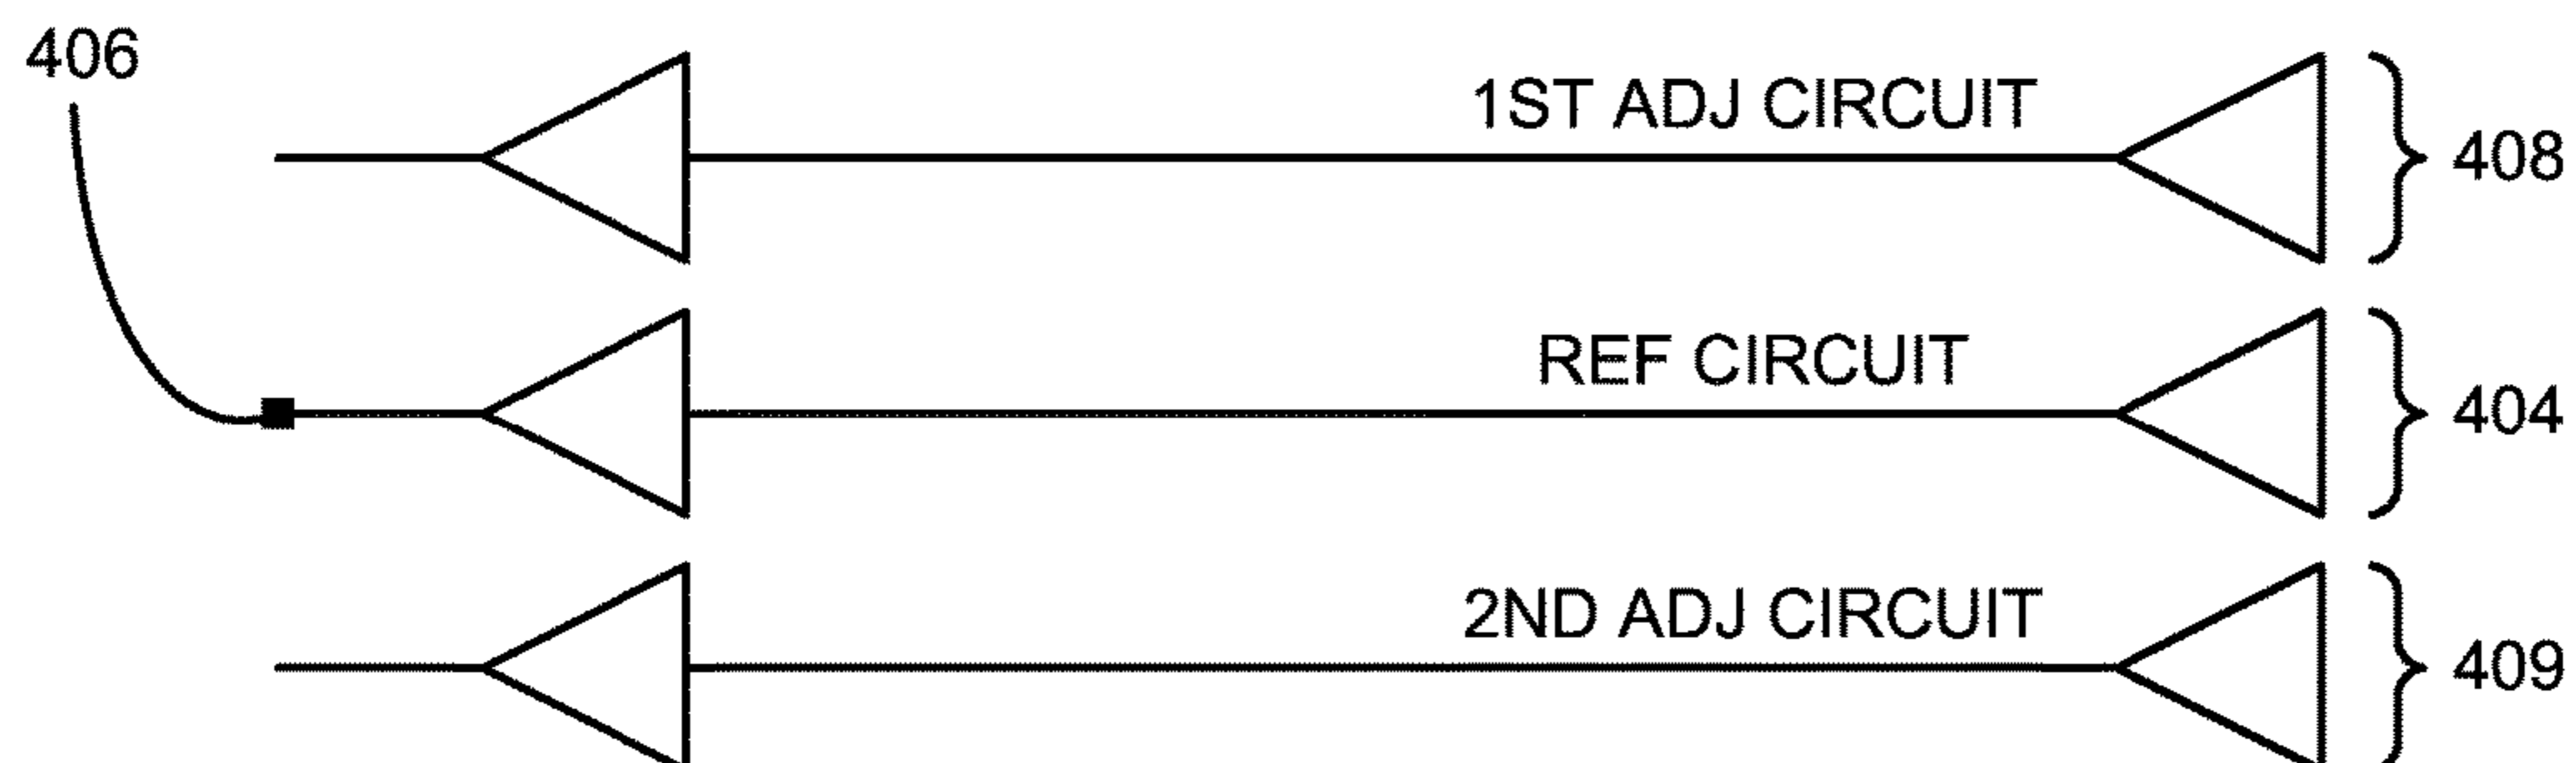 406
1ST ADJ CIRCUIT
408
REF CIRCUIT
404
2ND ADJ CIRCUIT
409